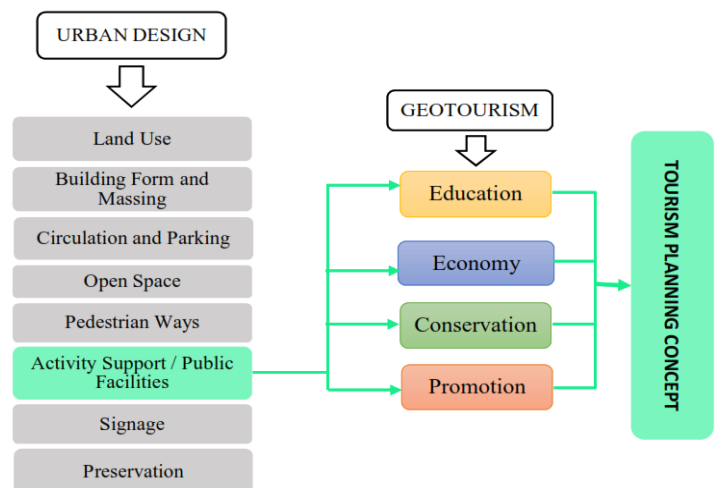 URBAN DESIGN
Land Use
Building Form and
Massing
Circulation and Parking
Open Space
Pedestrian Ways
Activity Support / Public
Facilities
Signage
Preservation
GEOTOURISM
Education
Economy
Conservation
Promotion
TOURISM PLANNING CONCEPT